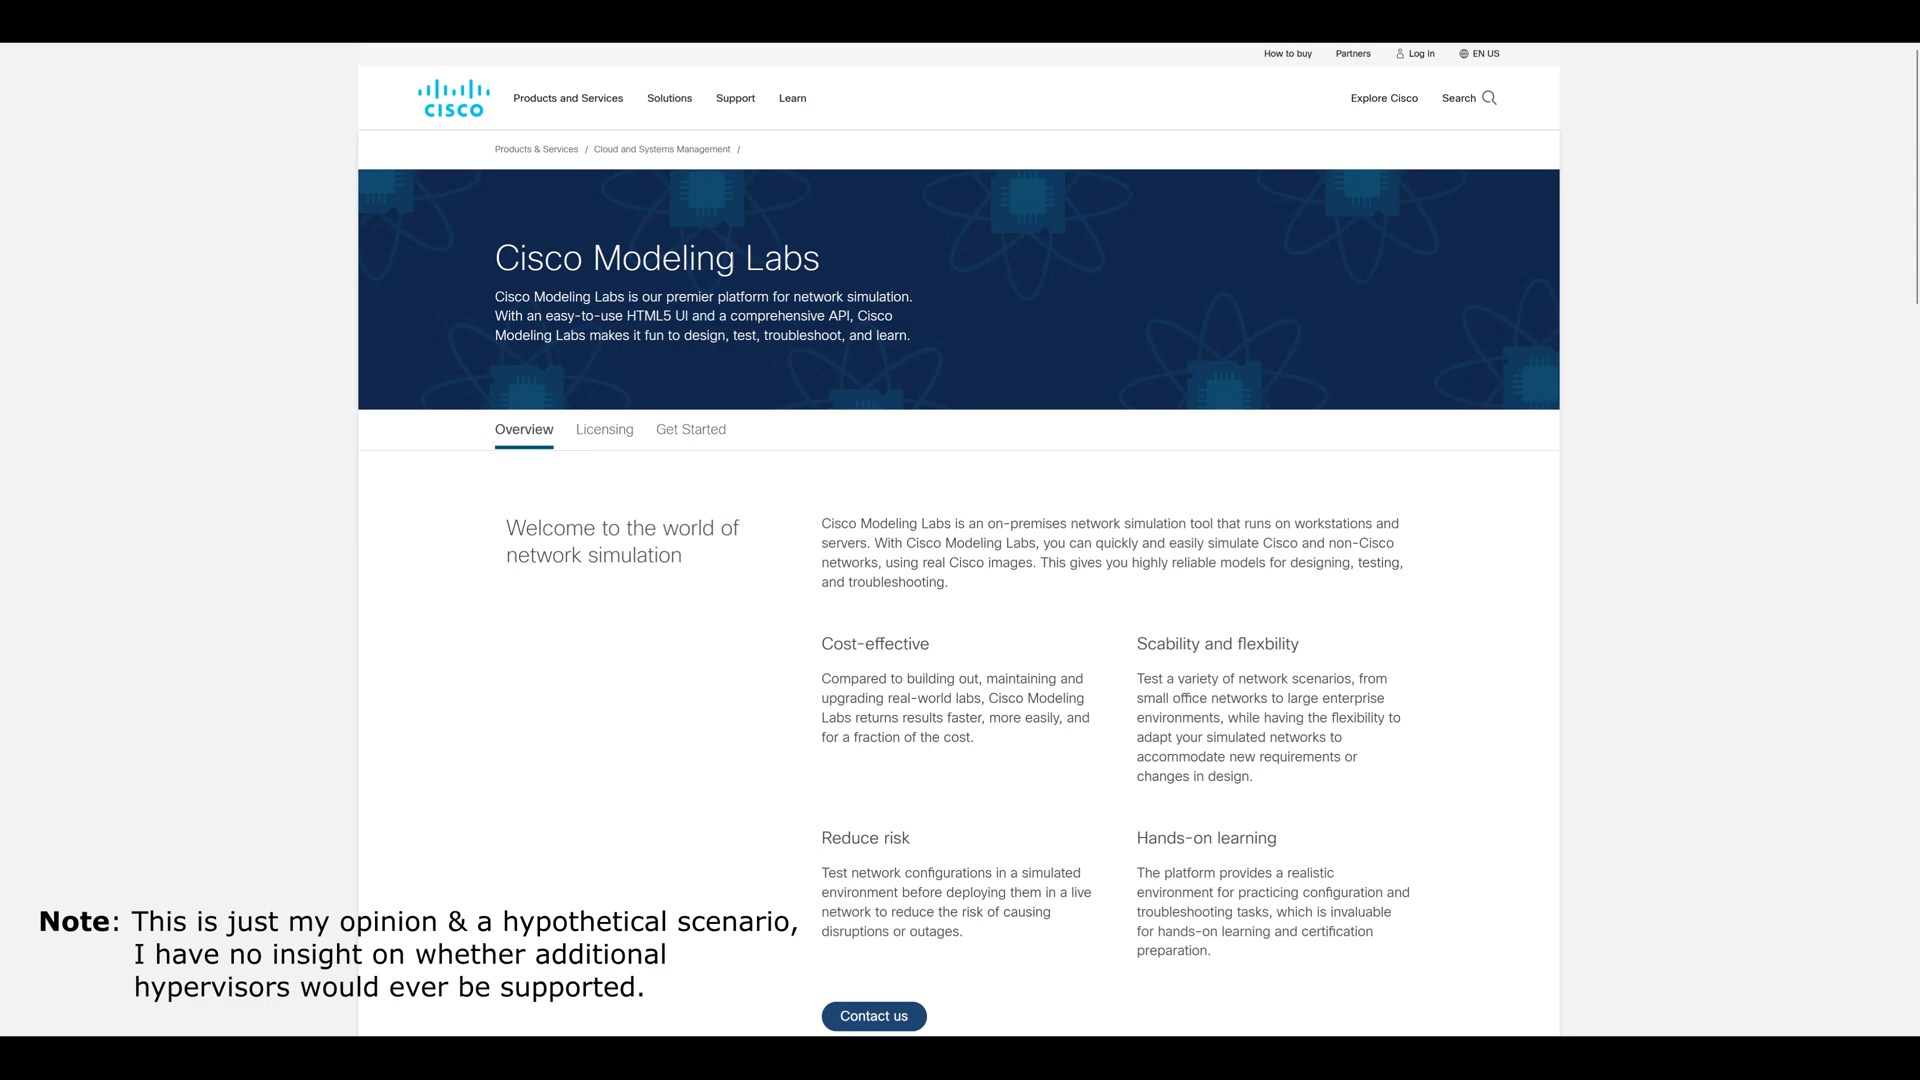 How to buy
Partners
Log in
EN US
CISCO
Products and Services
Solutions
Support
Learn
Explore Cisco
Search
Products & Services / Cloud and Systems Management /
Cisco Modeling Labs
Cisco Modeling Labs is our premier platform for network simulation.
With an easy-to-use HTML5 UI and a comprehensive API, Cisco
Modeling Labs makes it fun to design, test, troubleshoot, and learn.
Overview
Licensing
Get Started
Welcome to the world of
network simulation
Cisco Modeling Labs is an on-premises network simulation tool that runs on workstations and
servers. With Cisco Modeling Labs, you can quickly and easily simulate Cisco and non-Cisco
networks, using real Cisco images. This gives you highly reliable models for designing, testing,
and troubleshooting.
Cost-effective
Compared to building out, maintaining and
upgrading real-world labs, Cisco Modeling
Labs returns results faster, more easily, and
for a fraction of the cost.
Scability and flexbility
Test a variety of network scenarios, from
small office networks to large enterprise
environments, while having the flexibility to
adapt your simulated networks to
accommodate new requirements or
changes in design.
Reduce risk
Test network configurations in a simulated
environment before deploying them in a live
network to reduce the risk of causing
disruptions or outages.
Hands-on learning
The platform provides a realistic
environment for practicing configuration and
troubleshooting tasks, which is invaluable
for hands-on learning and certification
preparation.
Contact us
Note: This is just my opinion & a hypothetical scenario,
I have no insight on whether additional
hypervisors would ever be supported.